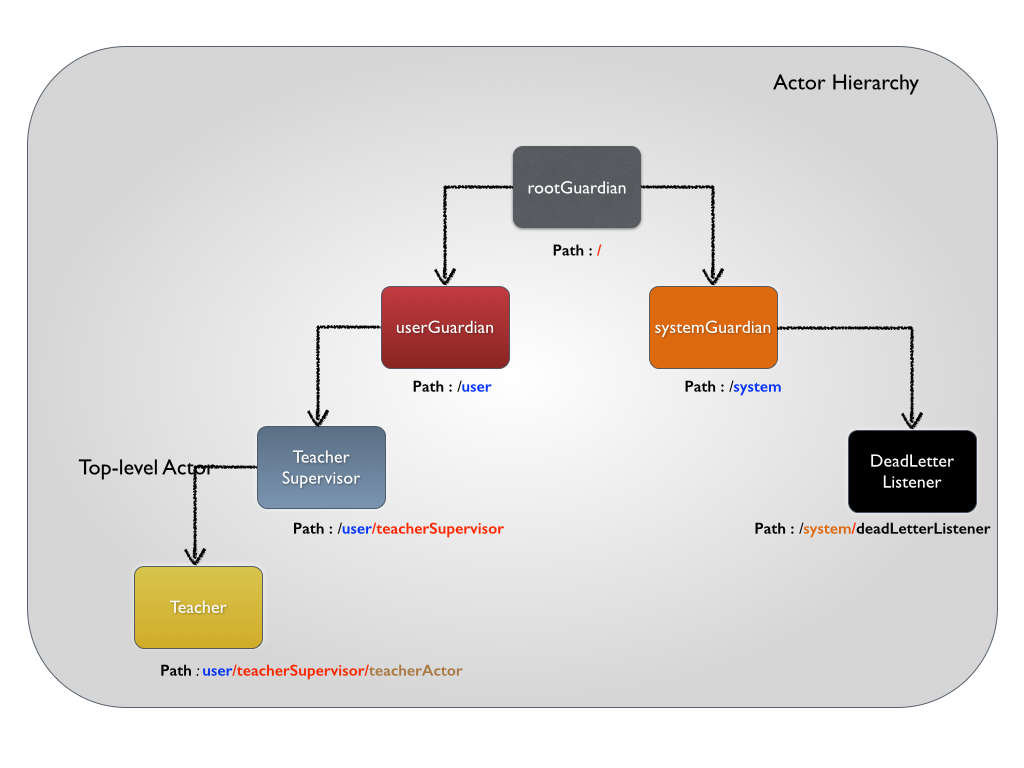 Actor Hierarchy
rootGuardian
Path : /
userGuardian
systemGuardian
Path : /user
Path : /system
Teacher
Supervisor
DeadLetter
Listener
Top-level Actor
Path : /user/teacherSupervisor
Path : /system/deadLetterListener
Teacher
Path : user/teacherSupervisor/teacherActor